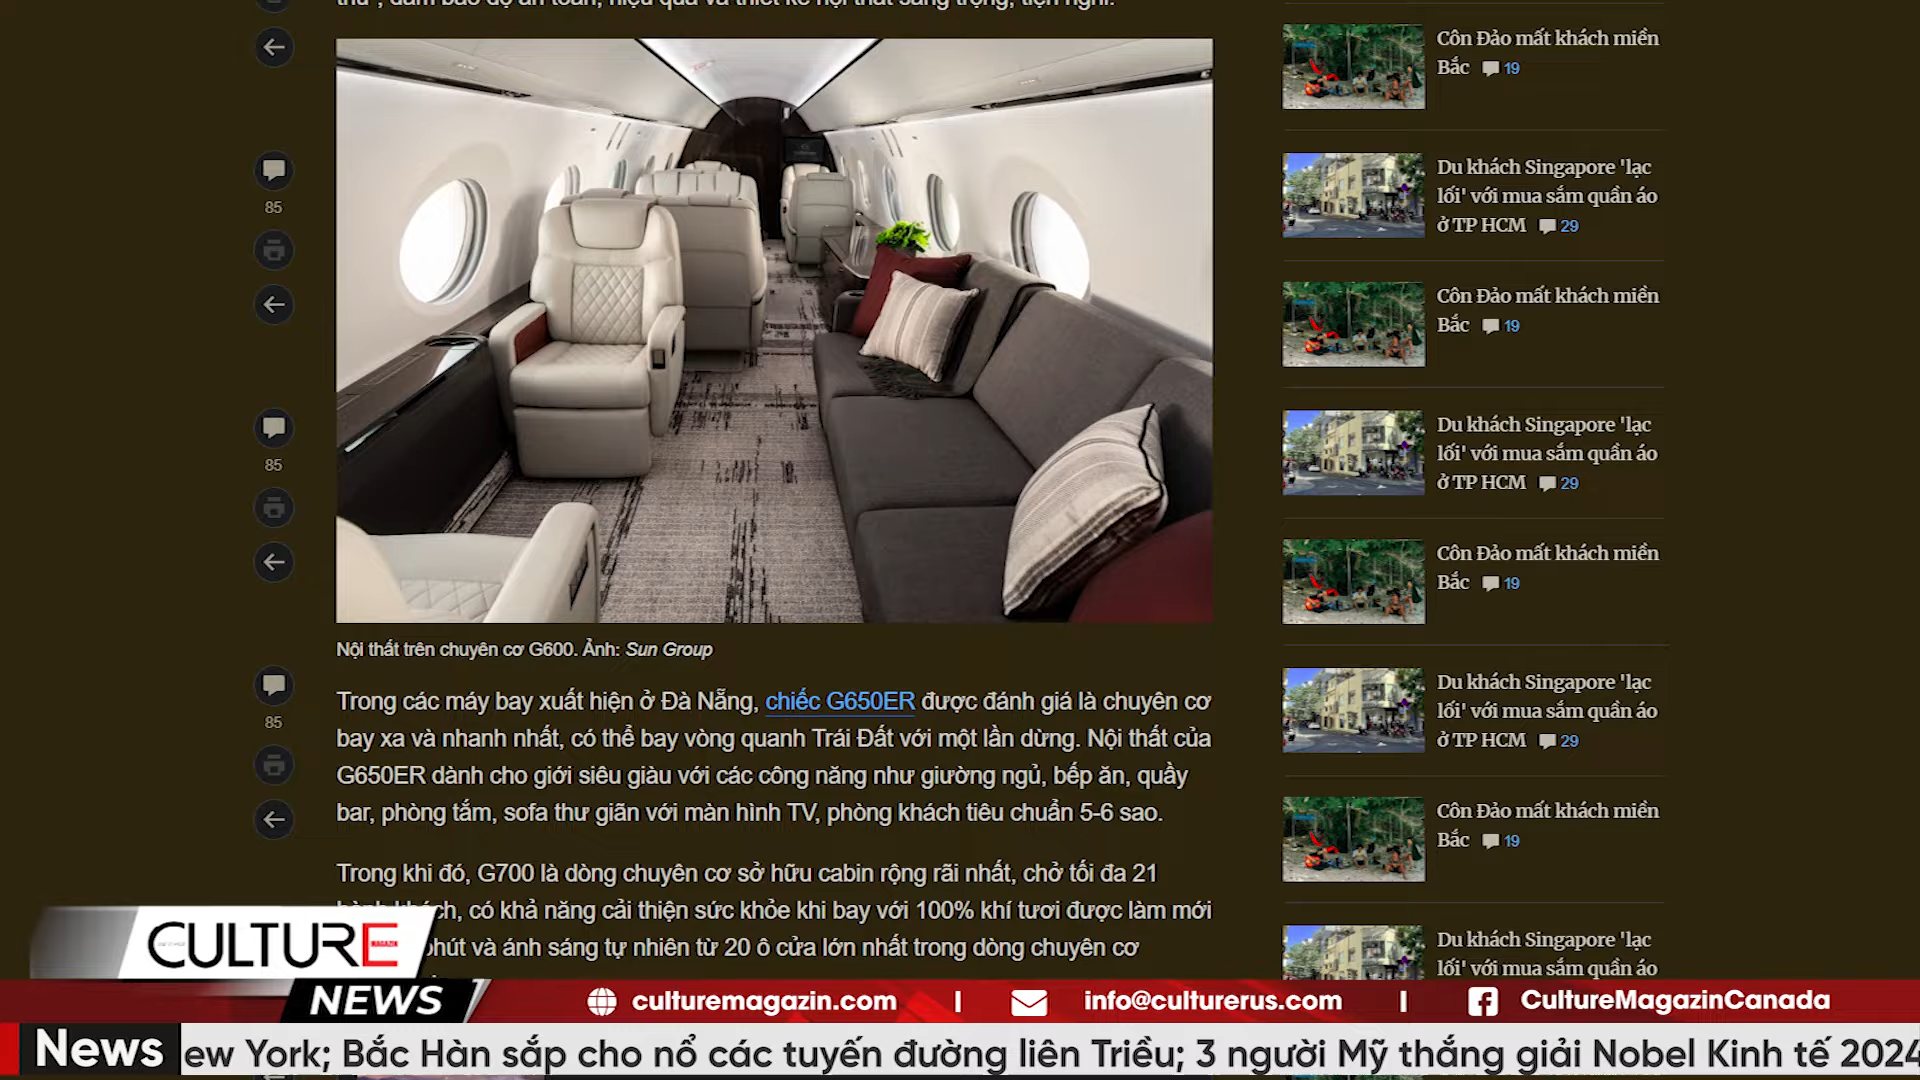 85
85
85
Nội thất trên chuyên cơ G600. Ảnh: Sun Group
Trong các máy bay xuất hiện ở Đà Nẵng, chiếc G650ER được đánh giá là chuyên cơ
bay xa và nhanh nhất, có thể bay vòng quanh Trái Đất với một lần dừng. Nội thất của
G650ER dành cho giới siêu giàu với các công năng như giường ngủ, bếp ăn, quầy
bar, phòng tắm, sofa thư giãn với màn hình TV, phòng khách tiêu chuẩn 5-6 sao.
Trong khi đó, G700 là dòng chuyên cơ sở hữu cabin rộng rãi nhất, chở tối đa 21
có khả năng cải thiện sức khỏe khi bay với 100% khí tươi được làm mới
phút và ánh sáng tự nhiên từ 20 ô cửa lớn nhất trong dòng chuyên cơ
Côn Đảo mất khách miền
Bắc 19
Du khách Singapore 'lạc
lối' với mua sắm quần áo
ở TP HCM 29
Côn Đảo mất khách miền
Bắc 19
Du khách Singapore 'lạc
lối' với mua sắm quần áo
ở TP HCM 29
Côn Đảo mất khách miền
Bắc 19
Du khách Singapore 'lạc
lối' với mua sắm quần áo
ở TP HCM 29
Côn Đảo mất khách miền
Bắc 19
Du khách Singapore 'lạc
lối' với mua sắm quần áo
CULTURE MAGAZIN
NEWS
culturemagazin.com | info@culturerus.com | CultureMagazinCanada
News
ew York; Bắc Hàn sắp cho nổ các tuyến đường liên Triều; 3 người Mỹ thắng giải Nobel Kinh tế 2024